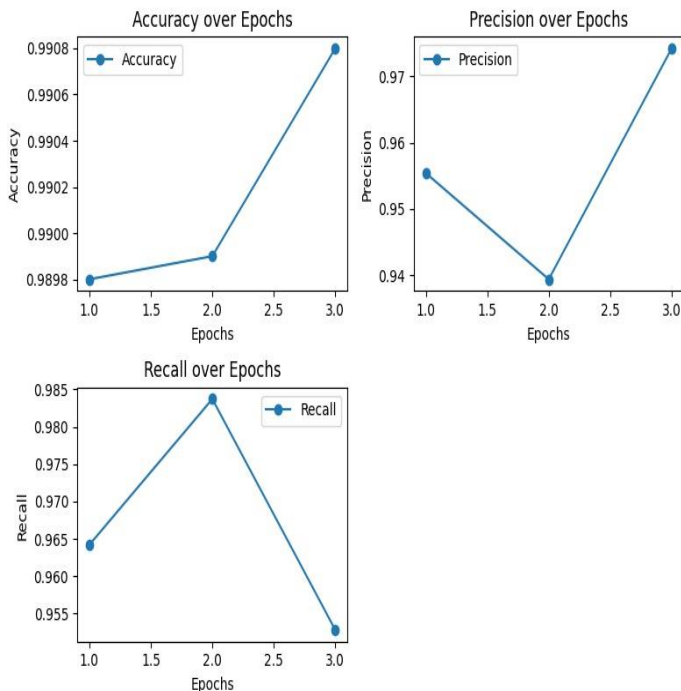 Accuracy over Epochs
Accuracy
0.9908
0.9906
0.9904
0.9902
0.9900
0.9898
Accuracy
1.0 1.5 2.0 2.5 3.0
Epochs
Precision over Epochs
Precision
0.97
0.96
0.95
0.94
Precision
1.0 1.5 2.0 2.5 3.0
Epochs
Recall over Epochs
Recall
0.985
0.980
0.975
0.970
0.965
0.960
0.955
Recall
1.0 1.5 2.0 2.5 3.0
Epochs